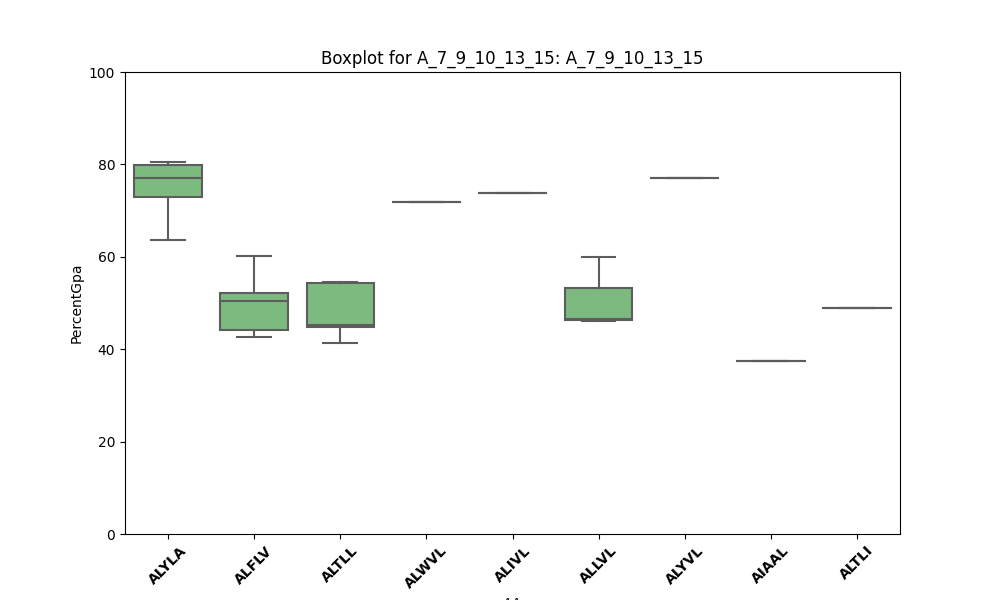 Boxplot for A_7_9_10_13_15: A_7_9_10_13_15
100
80
60
40
20
0
PercentGpa
ALYLA
ALFLV
ALTLL
ALWVL
ALIVL
ALLVL
ALYVL
AIAAL
ALTLI